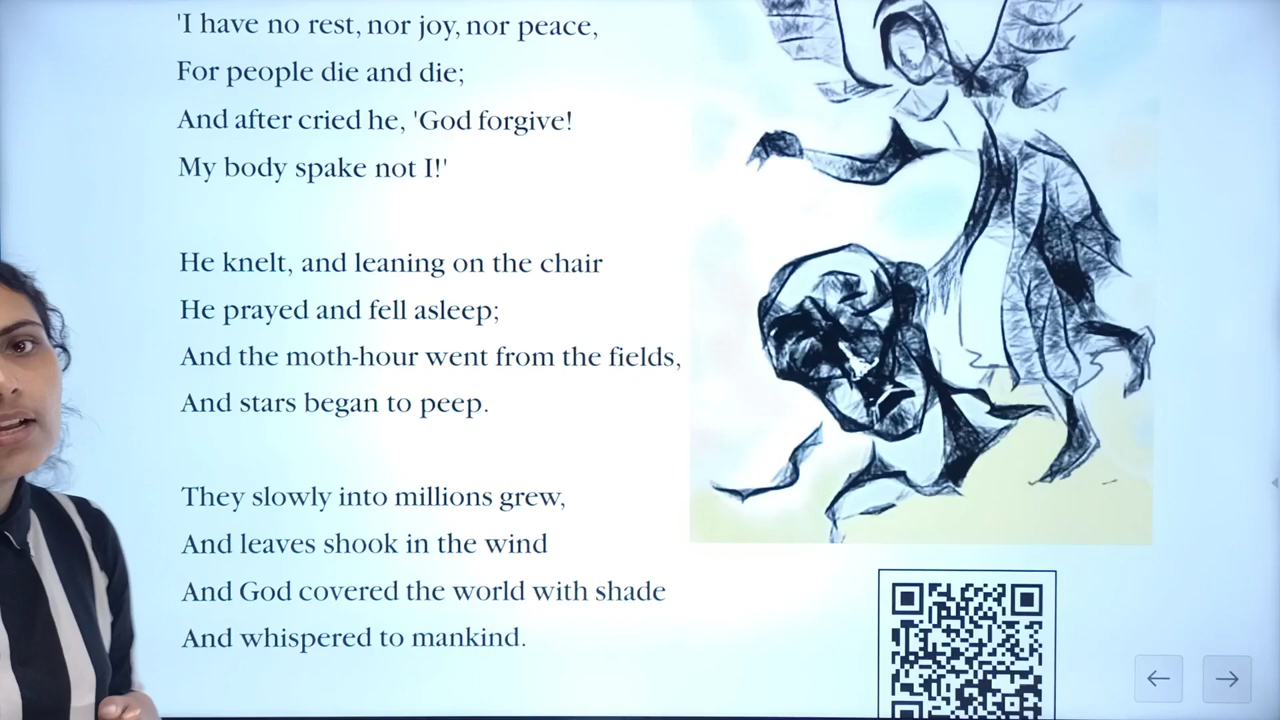 'I have no rest, nor joy, nor peace,
For people die and die;
And after cried he, 'God forgive!
My body spake not I!'
He knelt, and leaning on the chair
He prayed and fell asleep;
And the moth-hour went from the fields,
And stars began to peep.
They slowly into millions grew,
And leaves shook in the wind
And God covered the world with shade
And whispered to mankind.